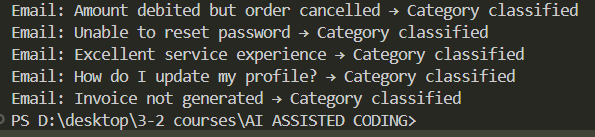 Email: Amount debited but order cancelled → Category classified
Email: Unable to reset password → Category classified
Email: Excellent service experience → Category classified
Email: How do I update my profile? → Category classified
Email: Invoice not generated → Category classified
PS D:\desktop\3-2 courses\AI ASSISTED CODING>